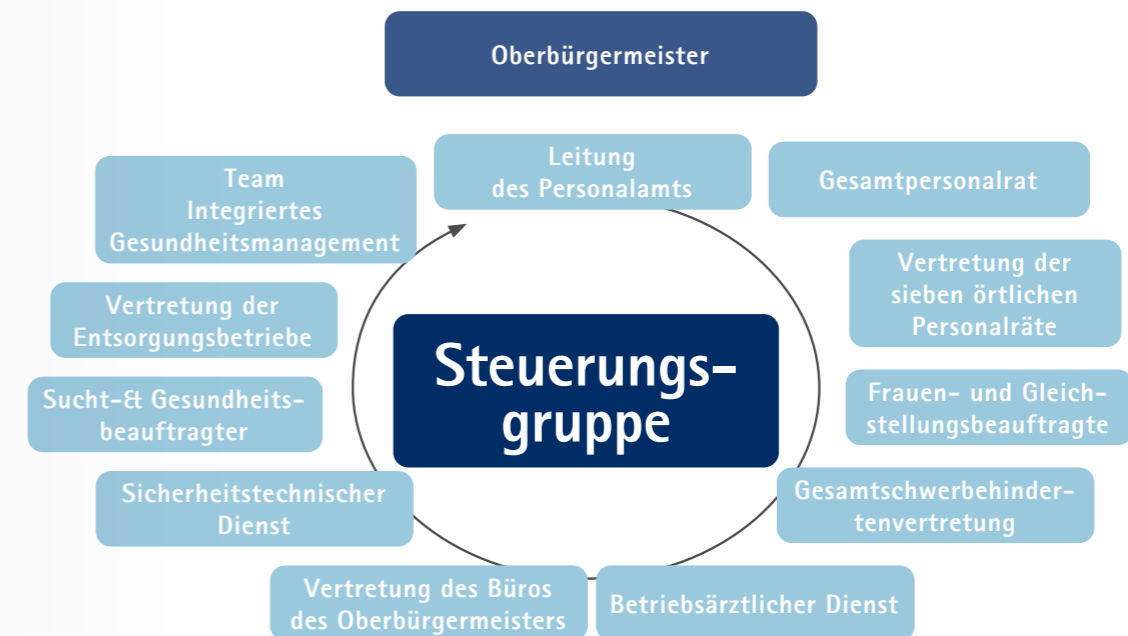 Oberbürgermeister
Leitung
des Personalamts
Gesamtpersonalrat
Vertretung der
sieben örtlichen
Personalräte
Frauen- und Gleich-
stellungsbeauftragte
Gesamtschwerbehinder-
tenvertretung
Betriebsärztlicher Dienst
Vertretung des Büros
des Oberbürgermeisters
Sicherheitstechnischer
Dienst
Sucht-& Gesundheits-
beauftragter
Vertretung der
Entsorgungsbetriebe
Team
Integriertes
Gesundheitsmanagement
Steuerungs-
gruppe